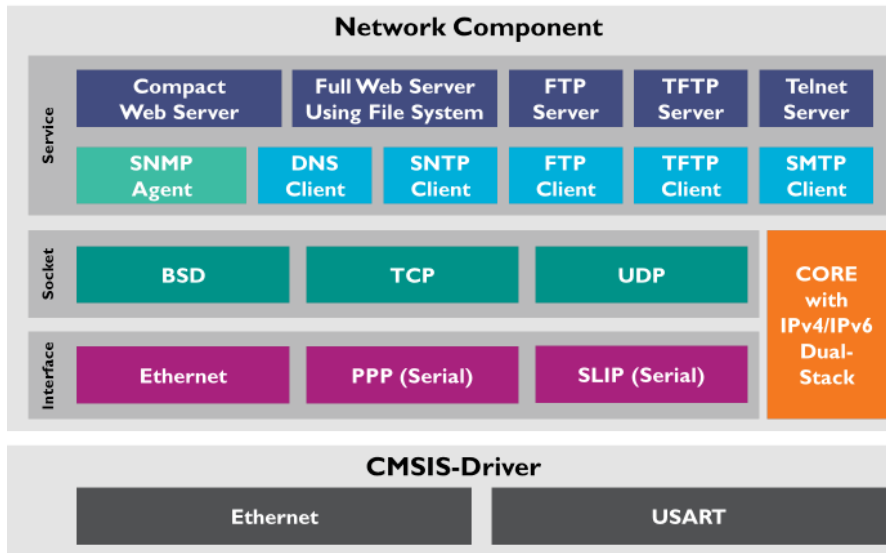 Network Component
Service
Compact
Web Server
Full Web Server
Using File System
FTP
Server
TFTP
Server
Telnet
Server
SNMP
Agent
DNS
Client
SNTP
Client
FTP
Client
TFTP
Client
SMTP
Client
Socket
BSD
TCP
UDP
CORE
with
IPv4/IPv6
Dual-
Stack
Interface
Ethernet
PPP (Serial)
SLIP (Serial)
CMSIS-Driver
Ethernet
USART